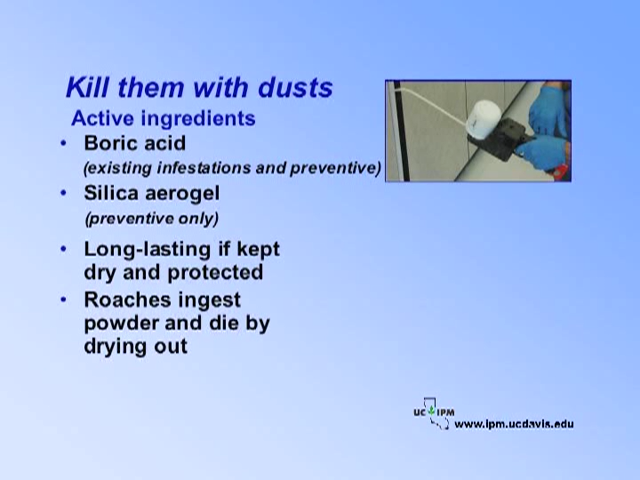 Kill them with dusts
Active ingredients
• Boric acid
(existing infestations and preventive)
• Silica aerogel
(preventive only)
• Long-lasting if kept
dry and protected
• Roaches ingest
powder and die by
drying out
UC IPM
www.ipm.ucdavis.edu